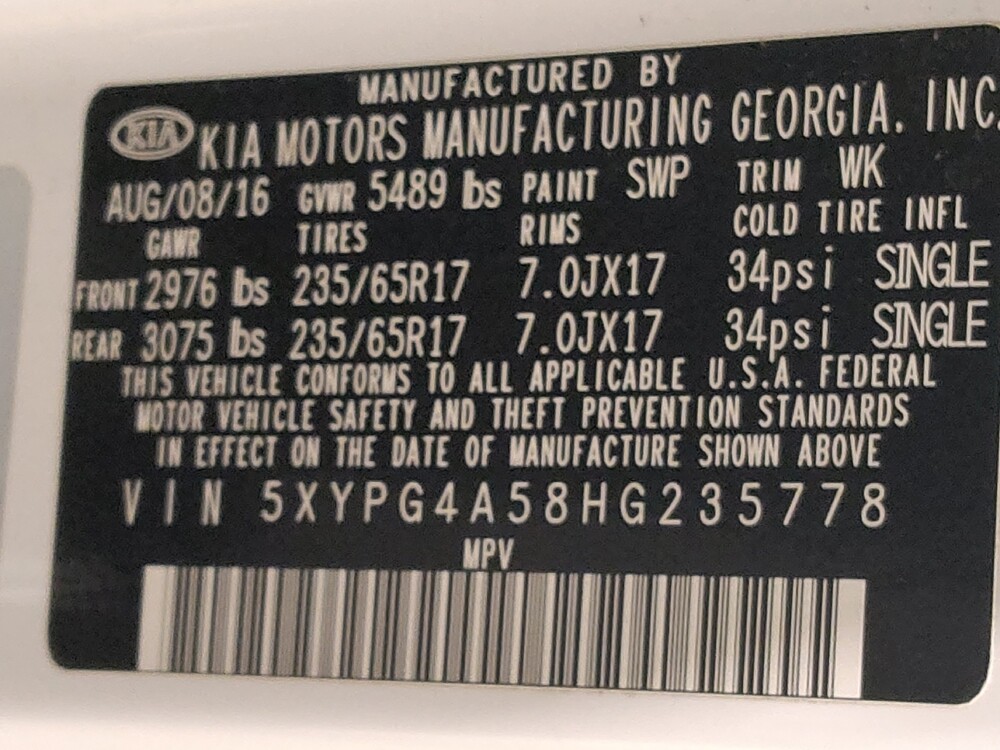 MANUFACTURED BY
KIA KIA MOTORS MANUFACTURING GEORGIA. INC.
AUG/08/16 GVWR 5489 lbs PAINT SWP TRIM WK
GAWR TIRES RIMS COLD TIRE INFL
FRONT 2976 lbs 235/65R17 7.0JX17 34psi SINGLE
REAR 3075 lbs 235/65R17 7.0JX17 34psi SINGLE
THIS VEHICLE CONFORMS TO ALL APPLICABLE U.S.A. FEDERAL
MOTOR VEHICLE SAFETY AND THEFT PREVENTION STANDARDS
IN EFFECT ON THE DATE OF MANUFACTURE SHOWN ABOVE
VIN 5XYPG4A58HG235778
MPV